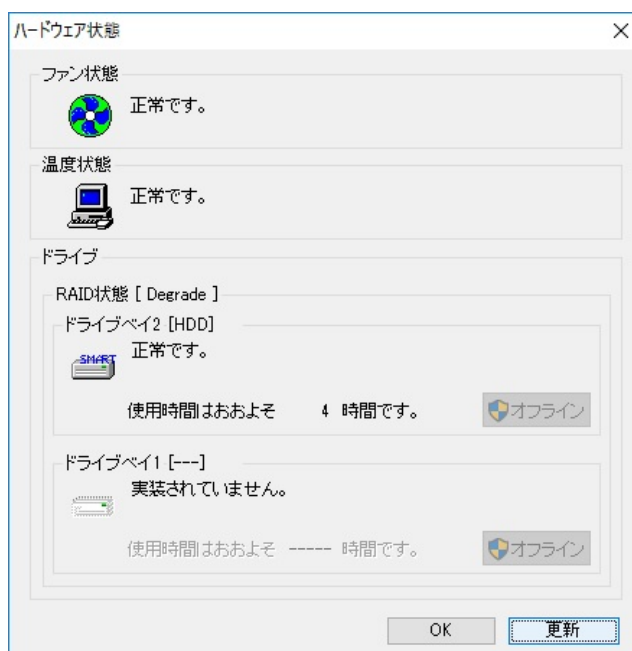 ハードウェア状態
ファン状態
正常です。
温度状態
正常です。
ドライブ
RAID状態 [ Degrade ]
ドライブベイ2 [HDD]
SMART
正常です。
使用時間はおおよそ 4 時間です。
オフライン
ドライブベイ1 [---]
実装されていません。
使用時間はおおよそ ----- 時間です。
オフライン
OK
更新